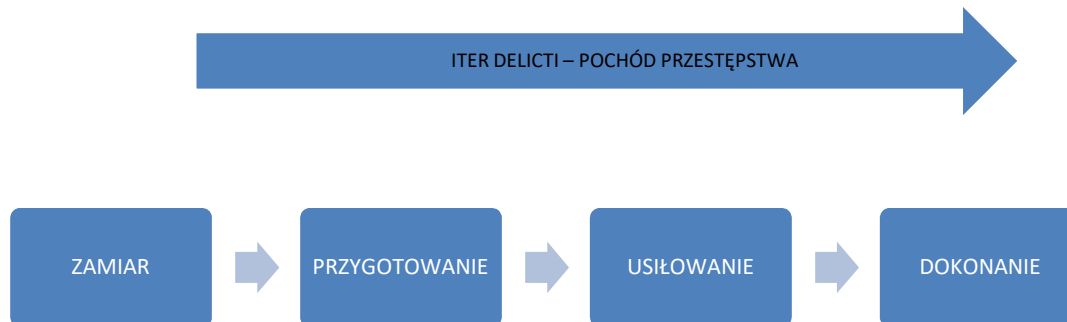 ITER DELICTI – POCHÓD PRZESTĘPSTWA
ZAMIAR
PRZYGOTOWANIE
USIŁOWANIE
DOKONANIE